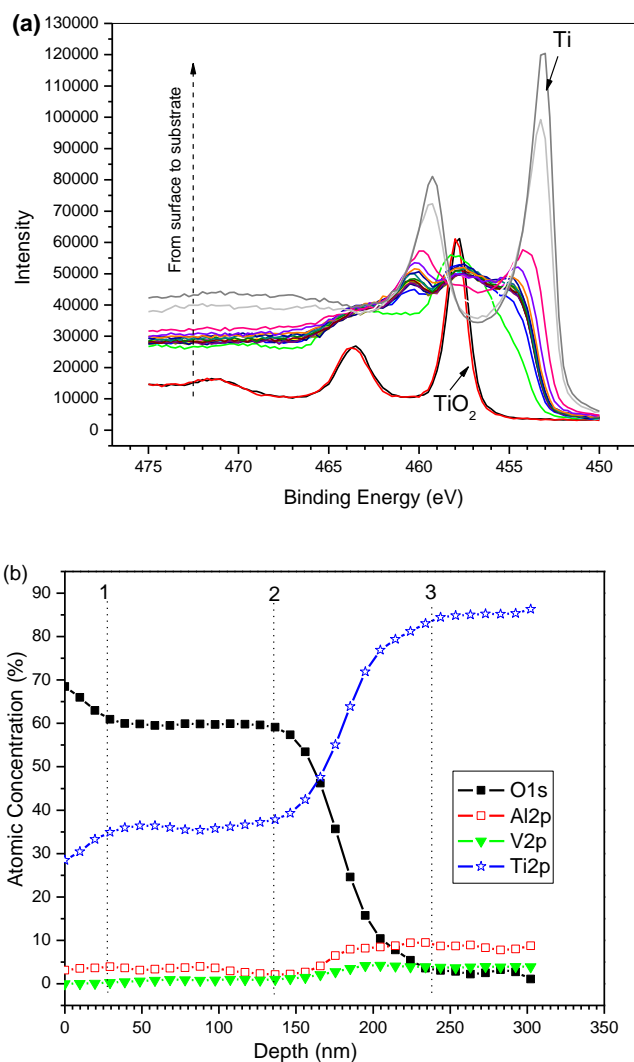 (a)
130000
120000
110000
100000
90000
80000
70000
60000
50000
40000
30000
20000
10000
0
Intensity
From surface to substrate
Ti
TiO2
475 470 465 460 455 450
Binding Energy (eV)
(b)
90
80
70
60
50
40
30
20
10
0
Atomic Concentration (%)
1 2 3
O1s
Al2p
V2p
Ti2p
0 50 100 150 200 250 300 350
Depth (nm)